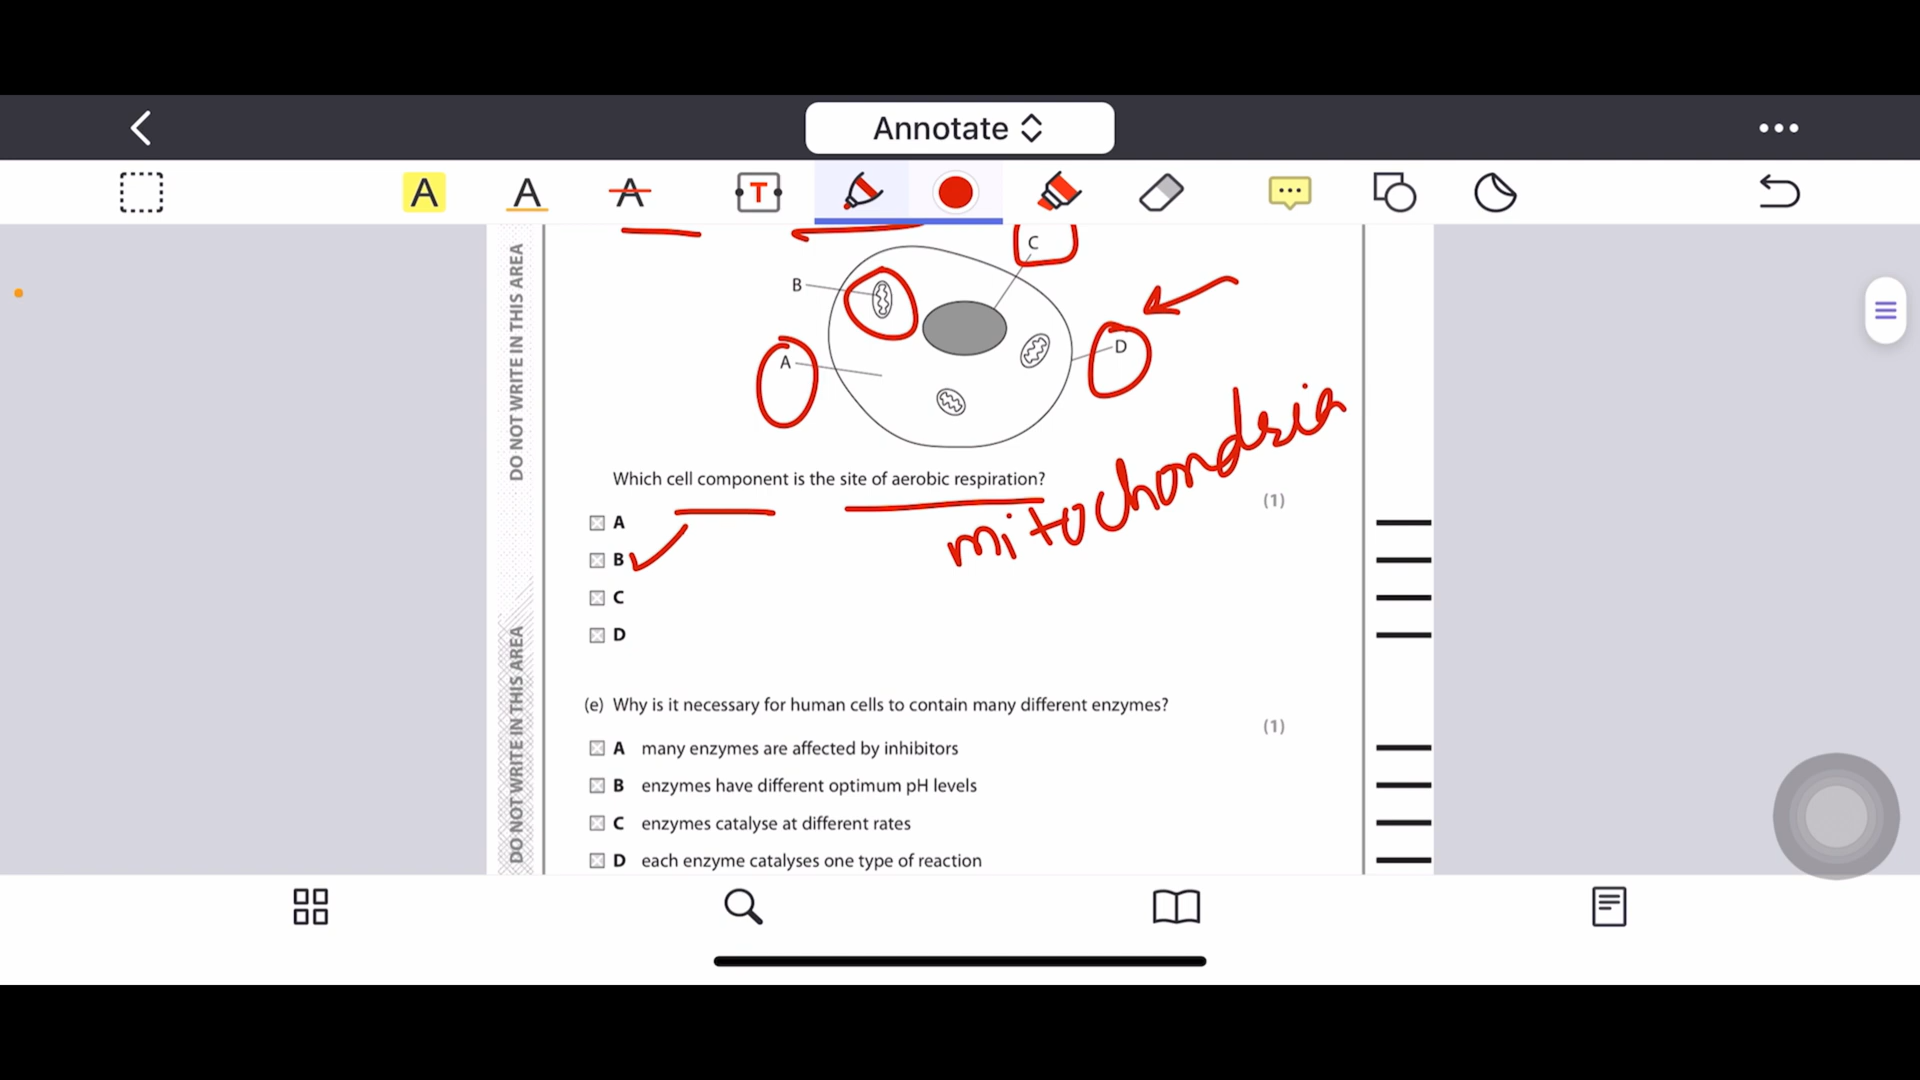 Annotate
A
A
A
T
DO NOT WRITE IN THIS AREA
C
B
A
D
mitochondria
Which cell component is the site of aerobic respiration?
(1)
A
B
C
D
DO NOT WRITE IN THIS AREA
(e) Why is it necessary for human cells to contain many different enzymes?
(1)
A many enzymes are affected by inhibitors
B enzymes have different optimum pH levels
C enzymes catalyse at different rates
D each enzyme catalyses one type of reaction